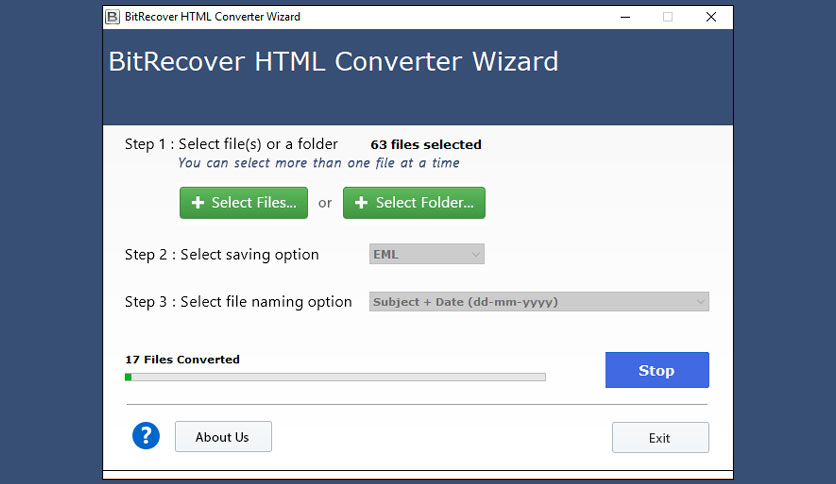 BitRecover HTML Converter Wizard
BitRecover HTML Converter Wizard
Step 1 : Select file(s) or a folder 63 files selected
You can select more than one file at a time
Select Files... or Select Folder...
Step 2 : Select saving option EML
Step 3 : Select file naming option Subject + Date (dd-mm-yyyy)
17 Files Converted
Stop
? About Us Exit